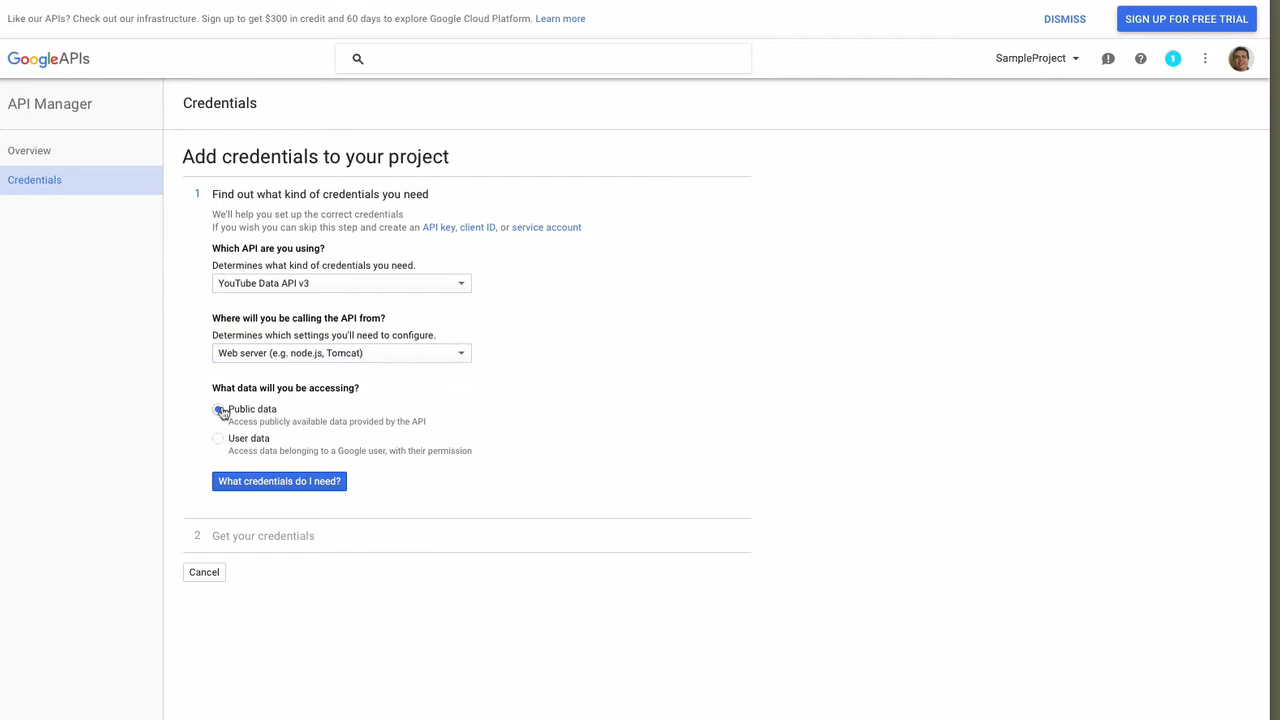 Like our APIs? Check out our infrastructure. Sign up to get $300 in credit and 60 days to explore Google Cloud Platform. Learn more
DISMISS
SIGN UP FOR FREE TRIAL
GoogleAPIs
SampleProject
1
API Manager
Credentials
Overview
Credentials
Add credentials to your project
1 Find out what kind of credentials you need
We'll help you set up the correct credentials
If you wish you can skip this step and create an API key, client ID, or service account
Which API are you using?
Determines what kind of credentials you need.
YouTube Data API v3
Where will you be calling the API from?
Determines which settings you'll need to configure.
Web server (e.g. node.js, Tomcat)
What data will you be accessing?
Public data
Access publicly available data provided by the API
User data
Access data belonging to a Google user, with their permission
What credentials do I need?
2 Get your credentials
Cancel